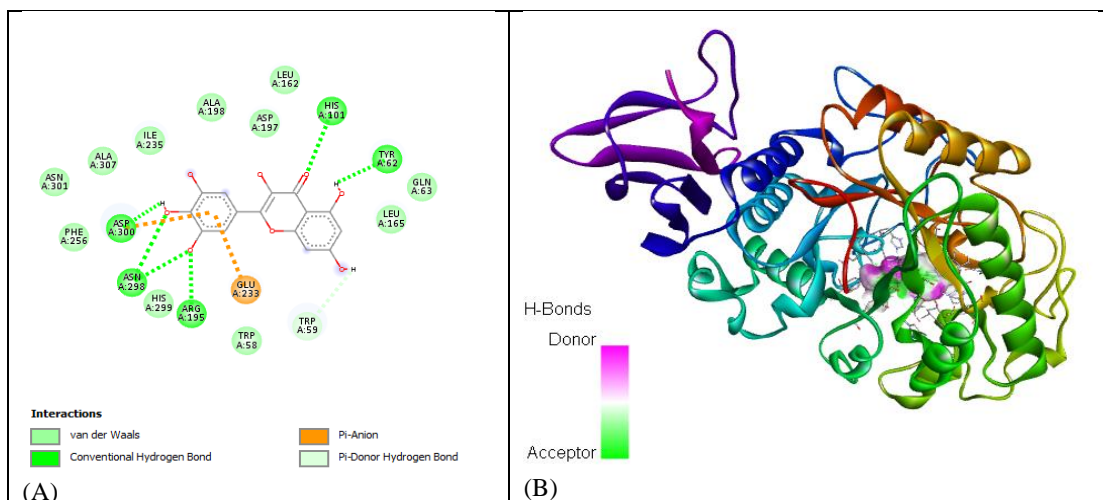 LEU
A:162
HIS
A:101
ALA
A:198
ASP
A:197
ILE
A:235
TYR
A:62
ALA
A:307
GLN
A:63
ASN
A:301
LEU
A:165
ASP
A:300
PHE
A:256
ASN
A:298
GLU
A:233
HIS
A:299
ARG
A:195
TRP
A:59
TRP
A:58
H
O
H
H
Interactions
van der Waals
Conventional Hydrogen Bond
Pi-Anion
Pi-Donor Hydrogen Bond
(A)
H-Bonds
Donor
Acceptor
(B)